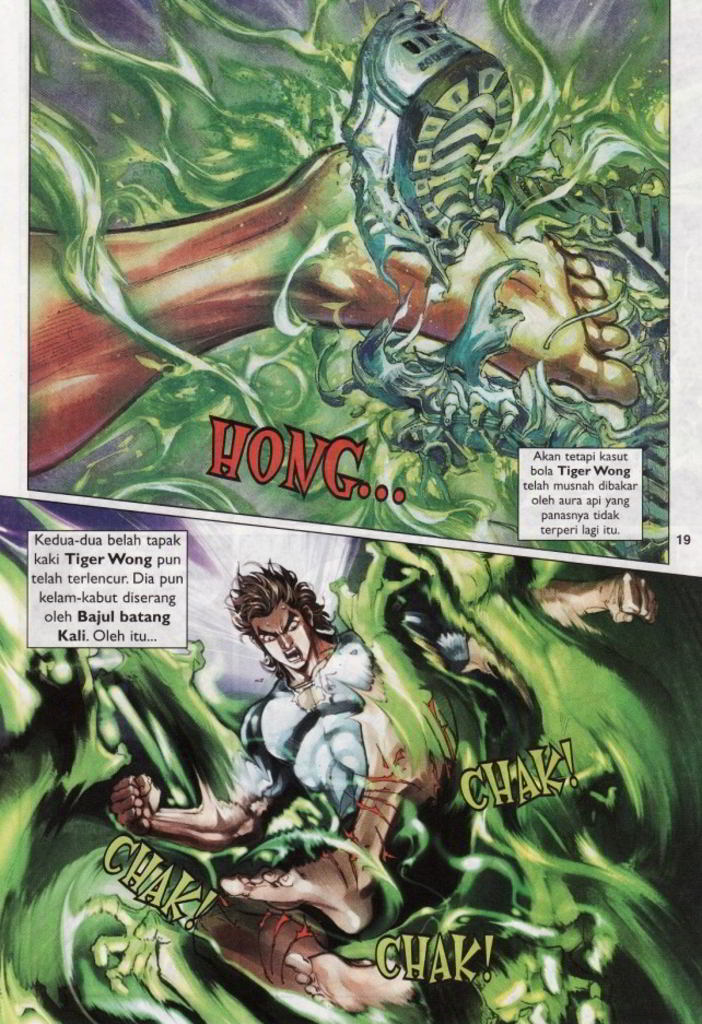 HONG...
Akan tetapi kasut
bola Tiger Wong
telah musnah dibakar
oleh aura api yang
panasnya tidak
terperi lagi itu.
19
Kedua-dua belah tapak
kaki Tiger Wong pun
telah terlencur. Dia pun
kelam-kabut diserang
oleh Bajul batang
Kali. Oleh itu...
CHAK!
CHAK!
CHAK!